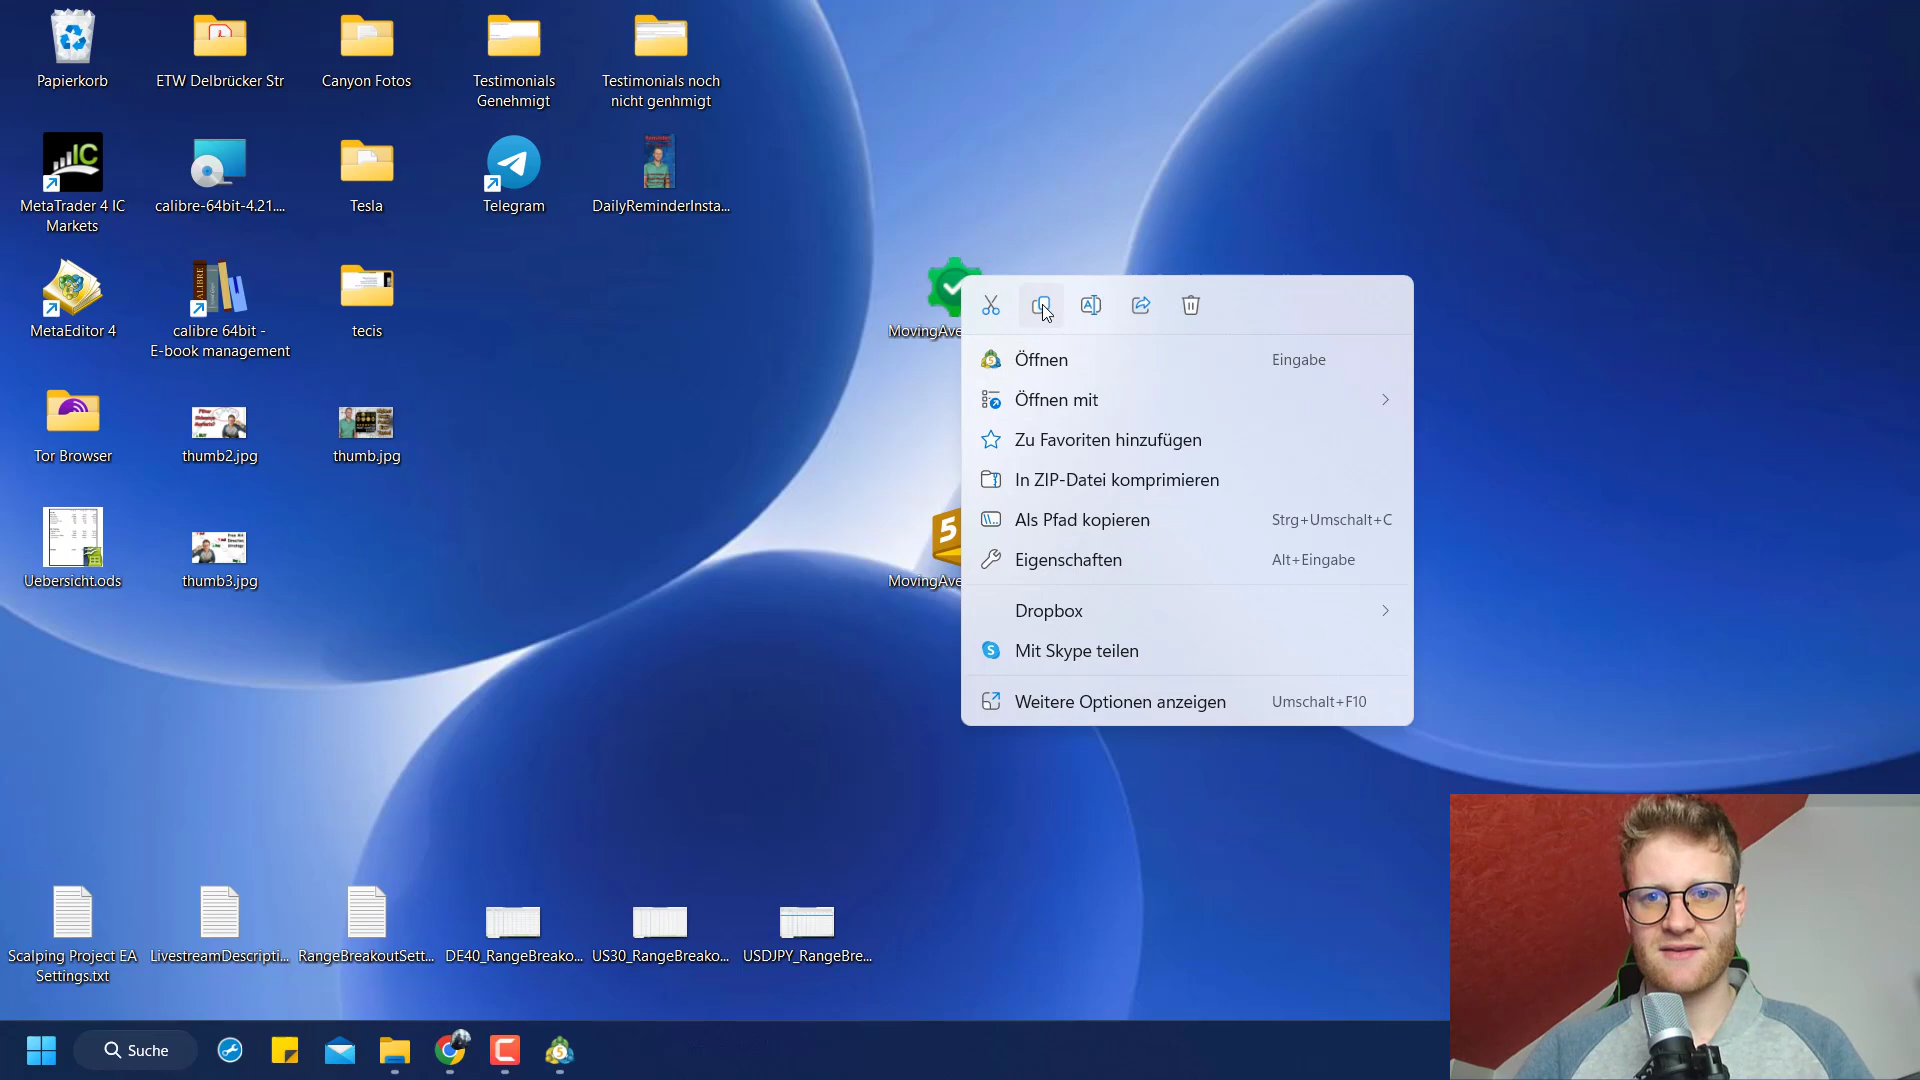 Papierkorb
ETW Delbrücker Str
Canyon Fotos
Testimonials
Genehmigt
Testimonials noch
nicht genhmigt
MetaTrader 4 IC
Markets
calibre-64bit-4.21....
Tesla
Telegram
DailyReminderInsta...
MetaEditor 4
calibre 64bit -
E-book management
tecis
MovingAve
Tor Browser
thumb2.jpg
thumb.jpg
Uebersicht.ods
thumb3.jpg
MovingAve
Öffnen Eingabe
Öffnen mit
Zu Favoriten hinzufügen
In ZIP-Datei komprimieren
Als Pfad kopieren Strg+Umschalt+C
Eigenschaften Alt+Eingabe
Dropbox
Mit Skype teilen
Weitere Optionen anzeigen Umschalt+F10
Scalping Project EA
Settings.txt
LivestreamDescripti...
RangeBreakoutSett...
DE40_RangeBreako...
US30_RangeBreako...
USDJPY_RangeBre...
Suche